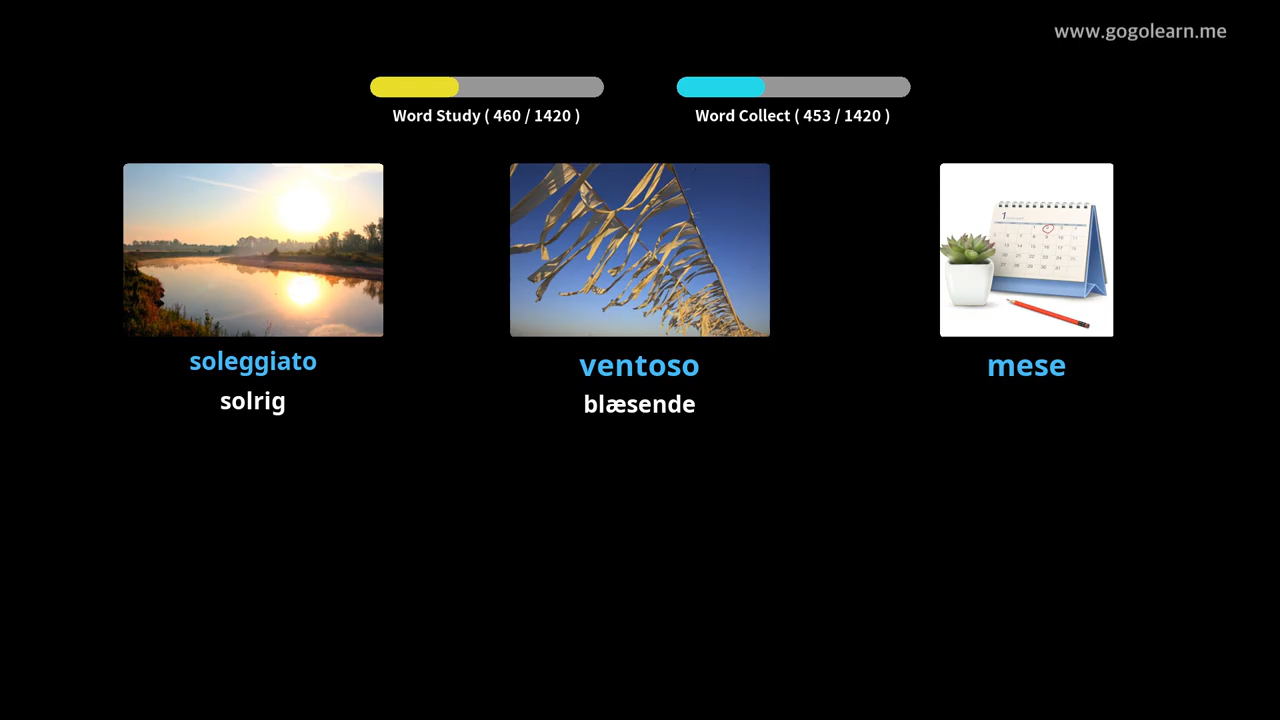 www.gogolearn.me
Word Study ( 460 / 1420 )
Word Collect ( 453 / 1420 )
soleggiato
solrig
ventoso
blæsende
mese